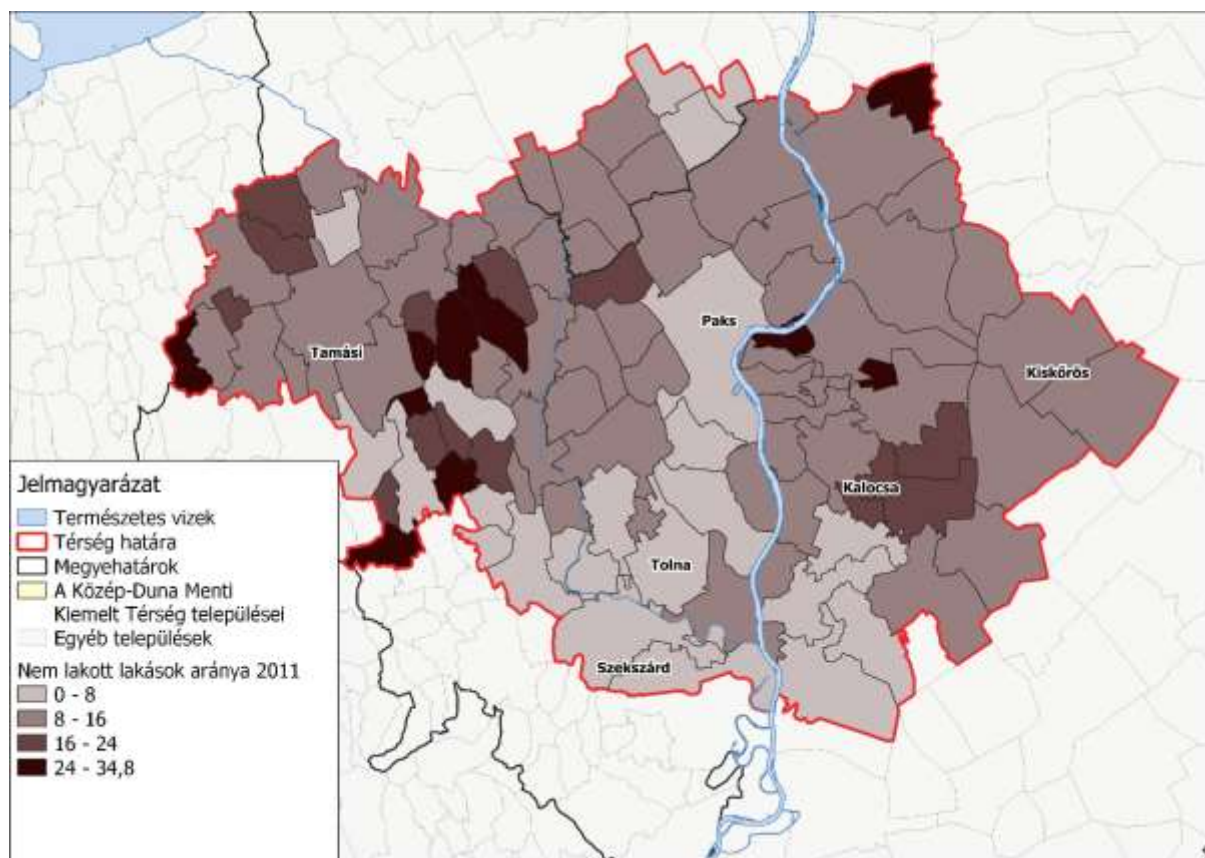 Paks
Tamási
Kiskőrös
Kalocsa
Tolna
Szekszárd
Jelmagyarázat
Természetes vizek
Térség határa
Megyehatárok
A Közép-Duna Menti
Kiemelt Térség települései
Egyéb települések
Nem lakott lakások aránya 2011
0 - 8
8 - 16
16 - 24
24 - 34,8